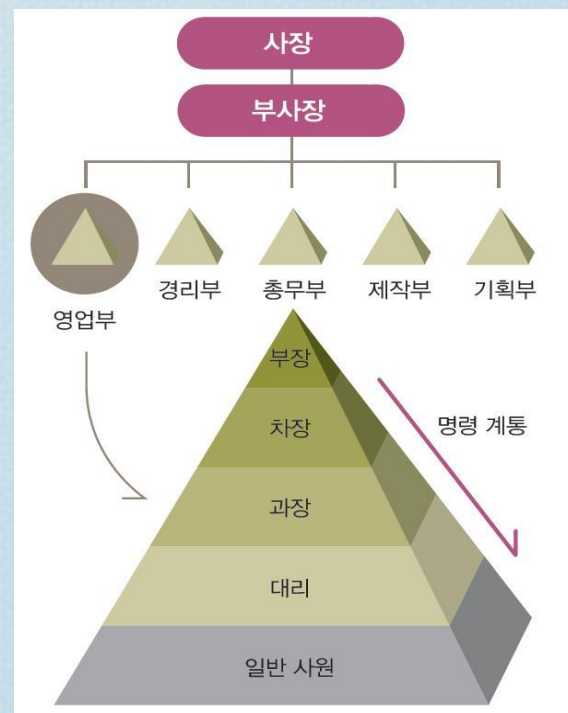 사장
부사장
영업부
경리부
총무부
제작부
기획부
부장
차장
과장
대리
일반 사원
명령 계통